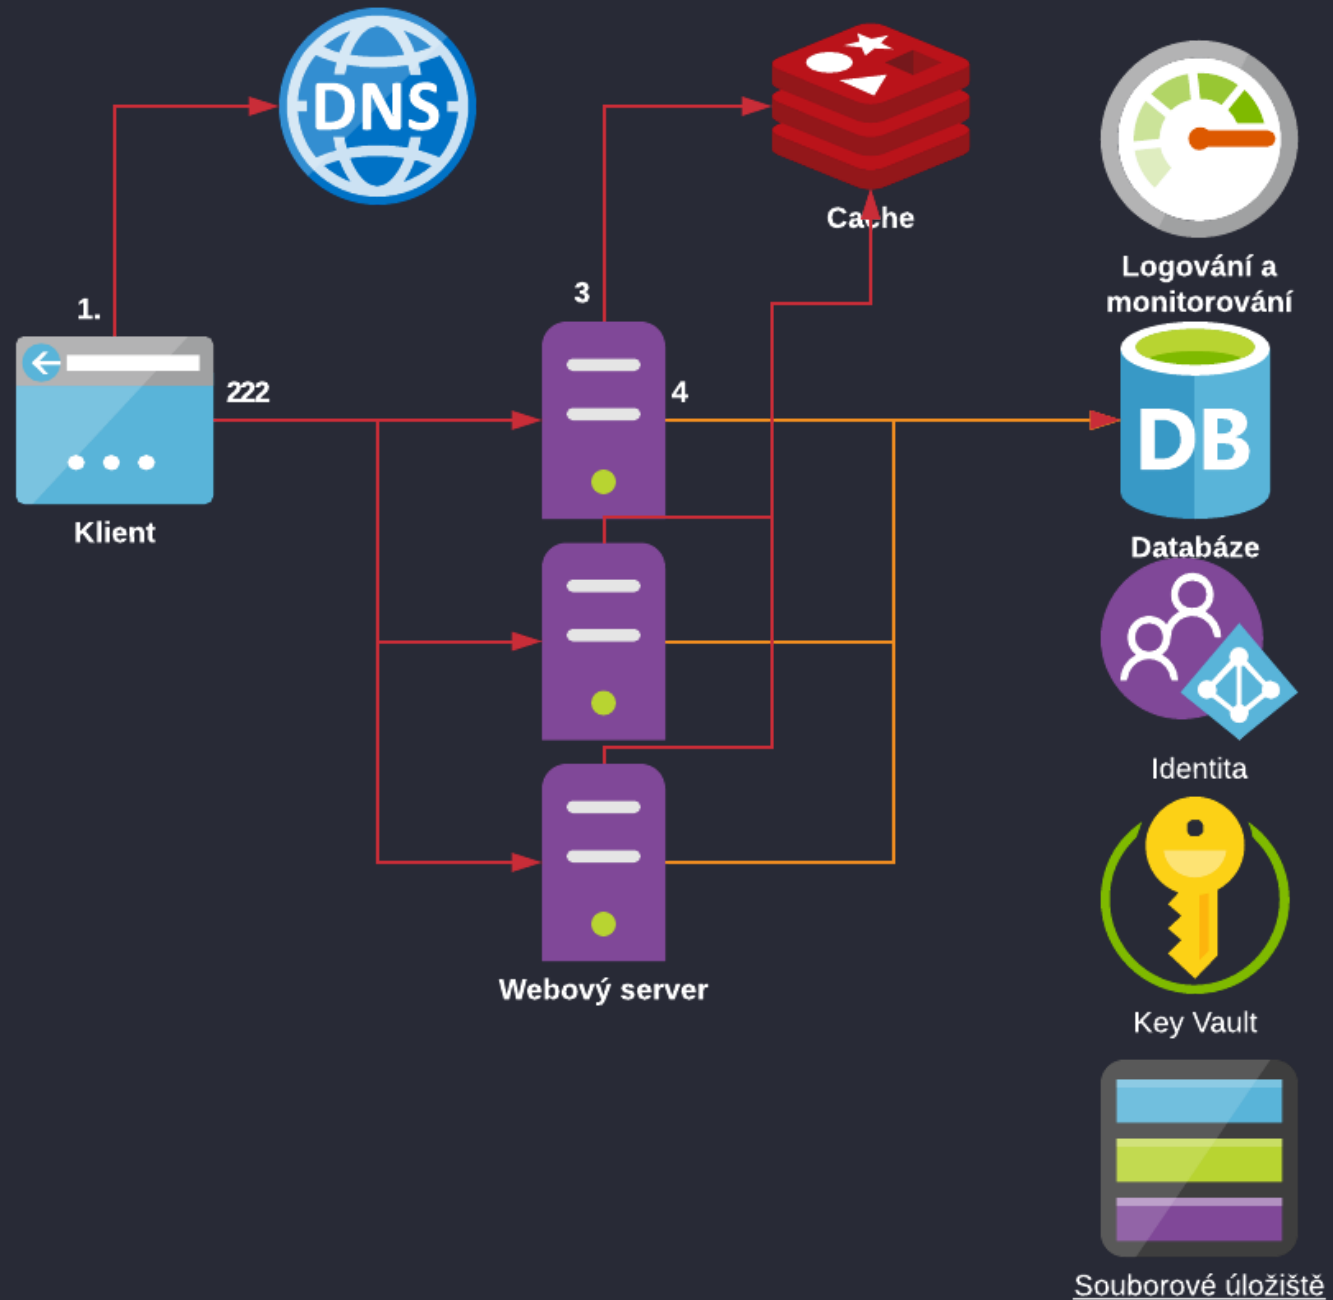 DNS
Cache
Logování a
monitorování
1.
3
222
4
DB
Klient
Databáze
Identita
Webový server
Key Vault
Souborové úložiště